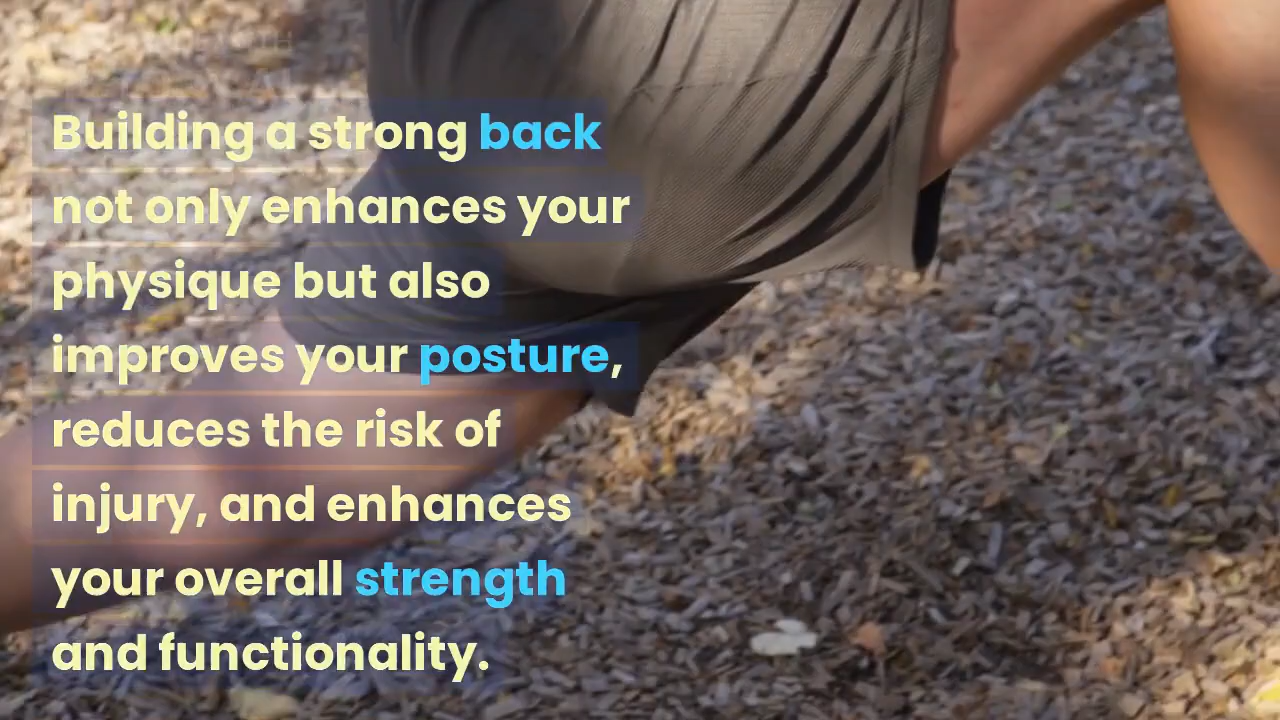 Building a strong back
not only enhances your
physique but also
improves your posture,
reduces the risk of
injury, and enhances
your overall strength
and functionality.